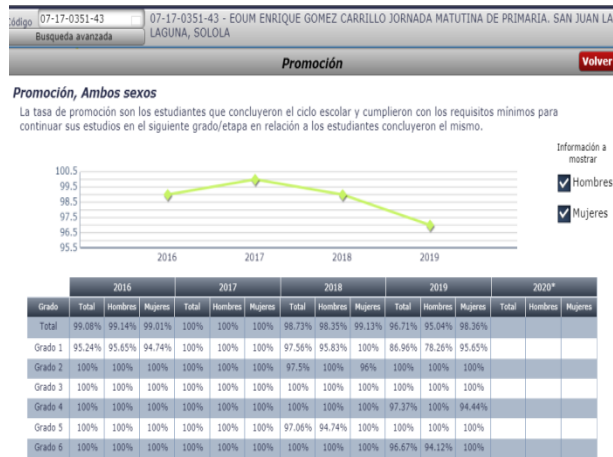 Código 07-17-0351-43
07-17-0351-43 - EOUM ENRIQUE GOMEZ CARRILLO JORNADA MATUTINA DE PRIMARIA. SAN JUAN LA
LAGUNA, SOLOLA
Busqueda avanzada
Promoción
Volver
Promoción, Ambos sexos
La tasa de promoción son los estudiantes que concluyeron el ciclo escolar y cumplieron con los requisitos mínimos para
continuar sus estudios en el siguiente grado/etapa en relación a los estudiantes concluyeron el mismo.
Información a
mostrar
Hombres
Mujeres
100.5
99.5
98.5
97.5
96.5
95.5
2016 2017 2018 2019
2016 2017 2018 2019 2020*
Grado Total Hombres Mujeres Total Hombres Mujeres Total Hombres Mujeres Total Hombres Mujeres Total Hombres Mujeres
Total 99.08% 99.14% 99.01% 100% 100% 100% 98.73% 98.35% 99.13% 96.71% 95.04% 98.36%
Grado 1 95.24% 95.65% 94.74% 100% 100% 100% 97.56% 95.83% 100% 86.96% 78.26% 95.65%
Grado 2 100% 100% 100% 100% 100% 100% 97.5% 100% 96% 100% 100% 100%
Grado 3 100% 100% 100% 100% 100% 100% 100% 100% 100% 100% 100% 100%
Grado 4 100% 100% 100% 100% 100% 100% 100% 100% 100% 97.37% 100% 94.44%
Grado 5 100% 100% 100% 100% 100% 100% 97.06% 94.74% 100% 100% 100% 100%
Grado 6 100% 100% 100% 100% 100% 100% 100% 100% 100% 96.67% 94.12% 100%